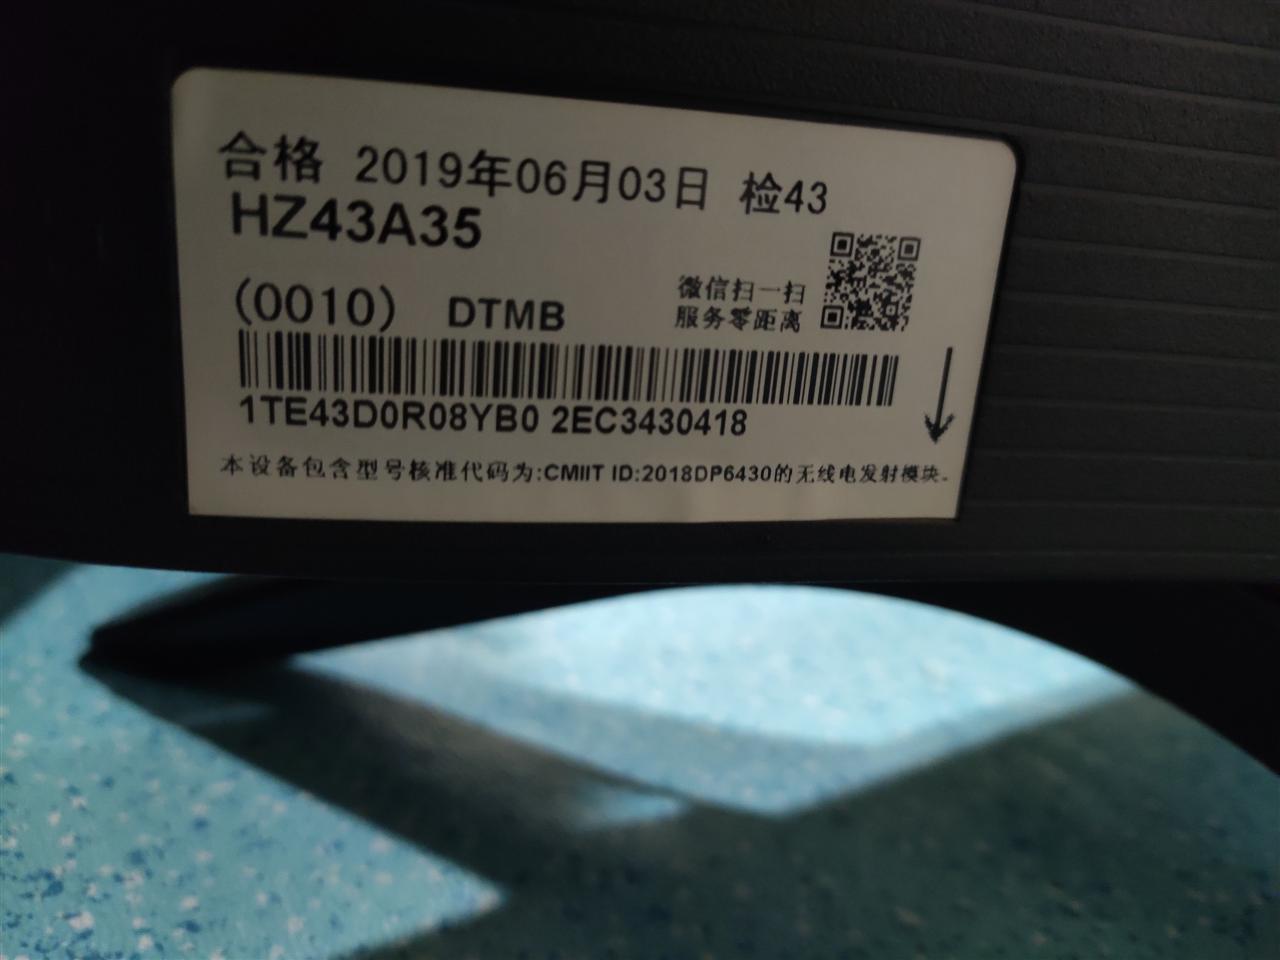 合格 2019年06月03日 检43
HZ43A35
(0010) DTMB
微信扫一扫
服务零距离
1TE43D0R08YB0 2EC3430418
本设备包含型号核准代码为:CMIIT ID:2018DP6430的无线电发射模块.